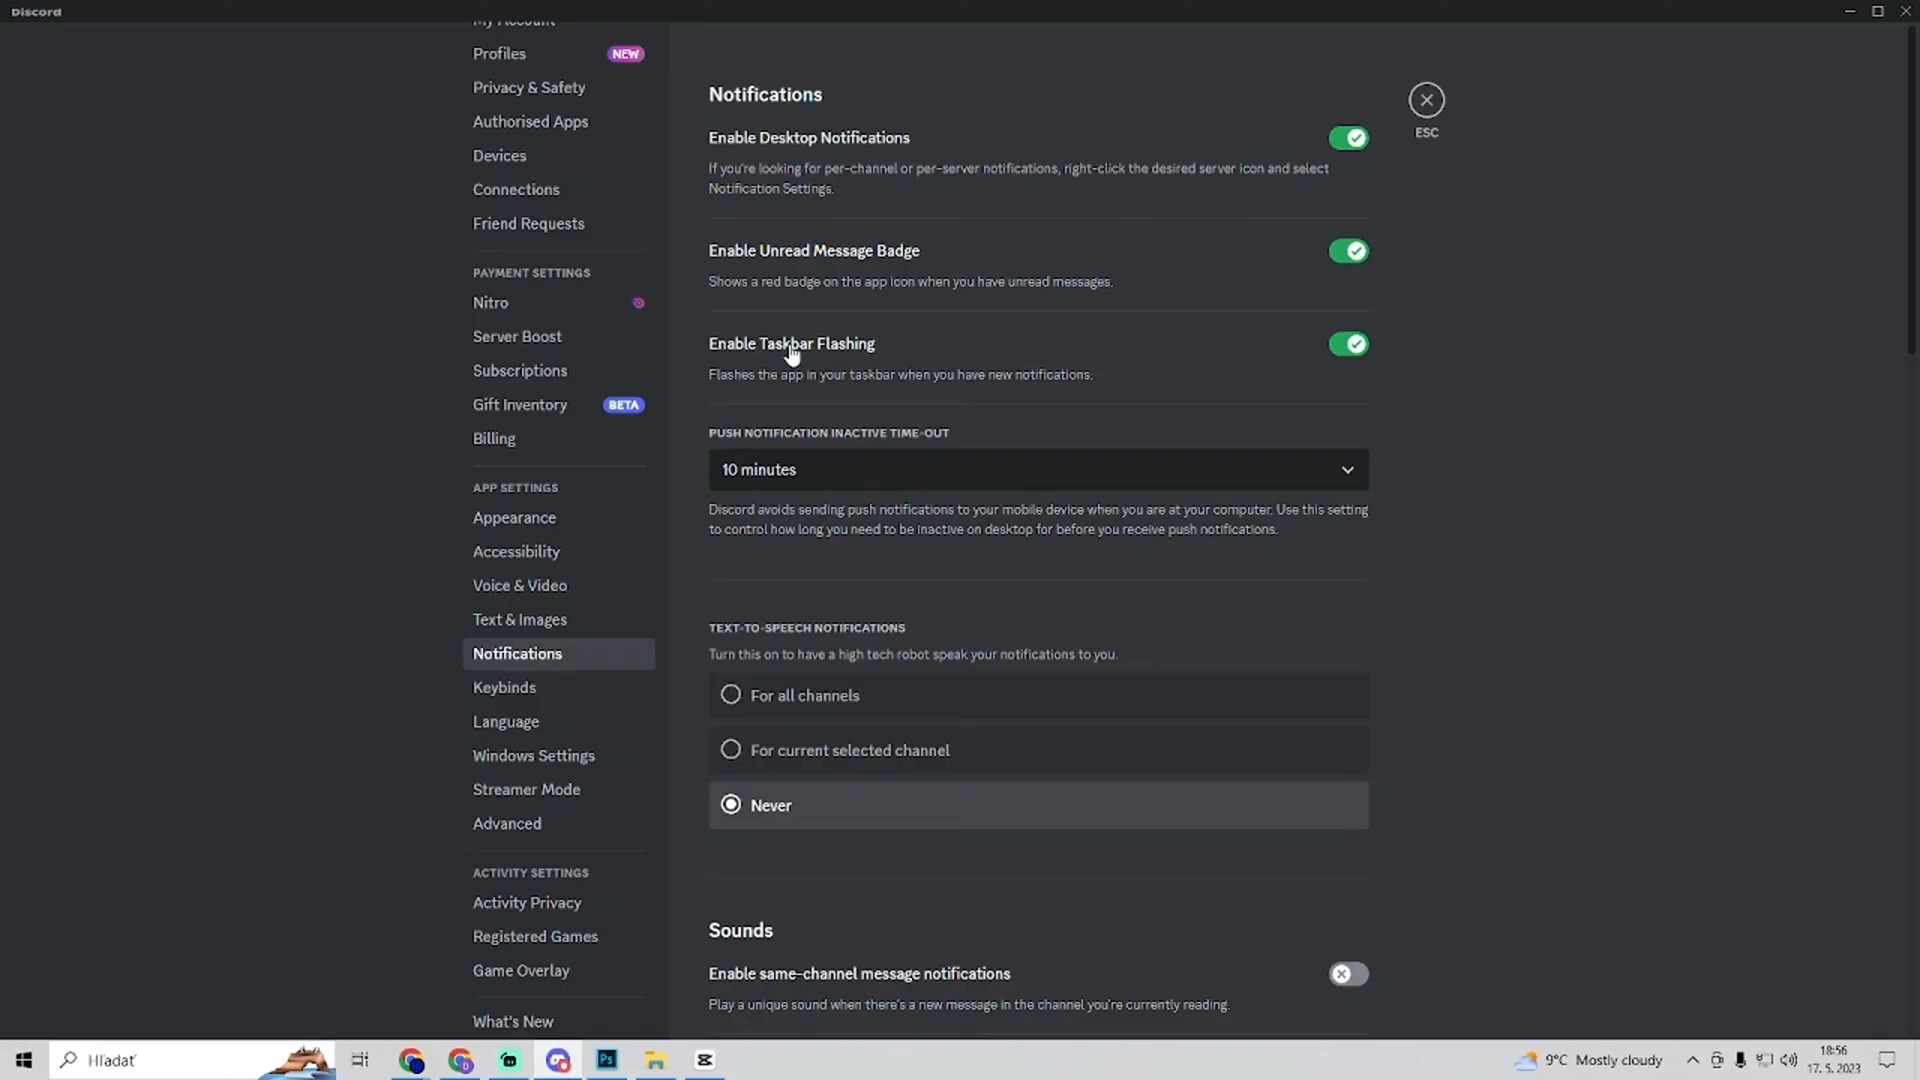 Discord
My Account
Profiles
NEW
Privacy & Safety
Authorised Apps
Devices
Connections
Friend Requests
PAYMENT SETTINGS
Nitro
Server Boost
Subscriptions
Gift Inventory
BETA
Billing
APP SETTINGS
Appearance
Accessibility
Voice & Video
Text & Images
Notifications
Keybinds
Language
Windows Settings
Streamer Mode
Advanced
ACTIVITY SETTINGS
Activity Privacy
Registered Games
Game Overlay
What's New
Notifications
Enable Desktop Notifications
If you're looking for per-channel or per-server notifications, right-click the desired server icon and select
Notification Settings.
Enable Unread Message Badge
Shows a red badge on the app icon when you have unread messages.
Enable Taskbar Flashing
Flashes the app in your taskbar when you have new notifications.
PUSH NOTIFICATION INACTIVE TIME-OUT
10 minutes
Discord avoids sending push notifications to your mobile device when you are at your computer. Use this setting
to control how long you need to be inactive on desktop for before you receive push notifications.
TEXT-TO-SPEECH NOTIFICATIONS
Turn this on to have a high tech robot speak your notifications to you.
For all channels
For current selected channel
Never
Sounds
Enable same-channel message notifications
Play a unique sound when there's a new message in the channel you're currently reading.
ESC
Hľadať
Ps
9°C Mostly cloudy
18:56
17. 5. 2023